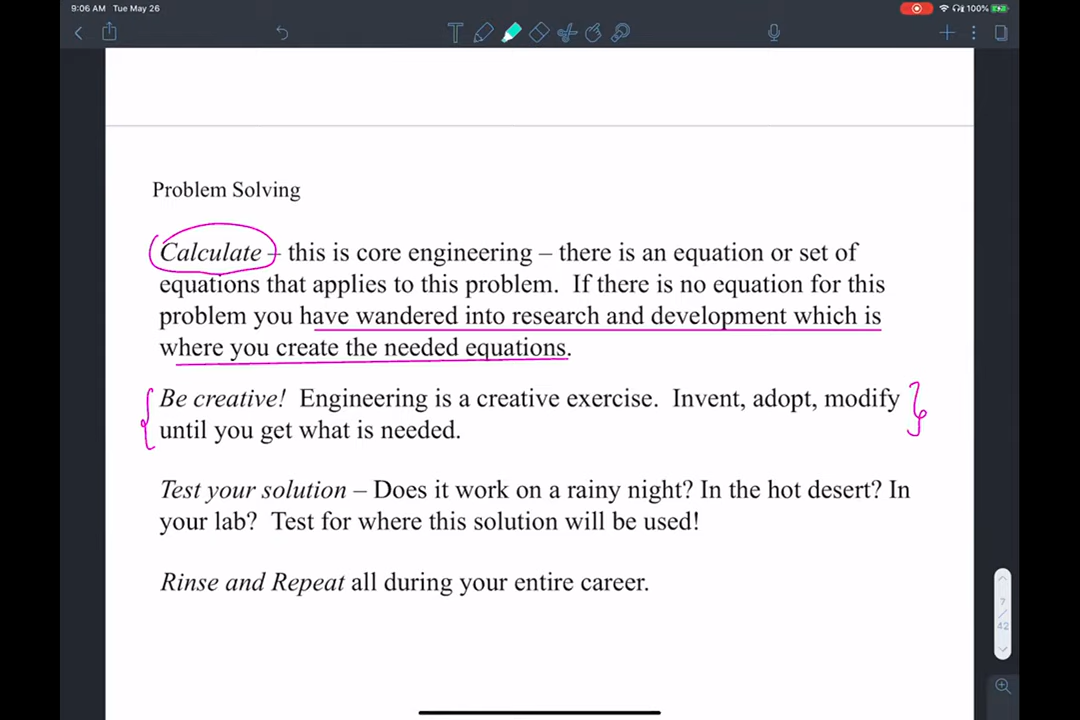 9:06 AM Tue May 26
100%
T
Problem Solving
Calculate – this is core engineering – there is an equation or set of
equations that applies to this problem. If there is no equation for this
problem you have wandered into research and development which is
where you create the needed equations.
Be creative! Engineering is a creative exercise. Invent, adopt, modify
until you get what is needed.
Test your solution – Does it work on a rainy night? In the hot desert? In
your lab? Test for where this solution will be used!
Rinse and Repeat all during your entire career.
7
/
42